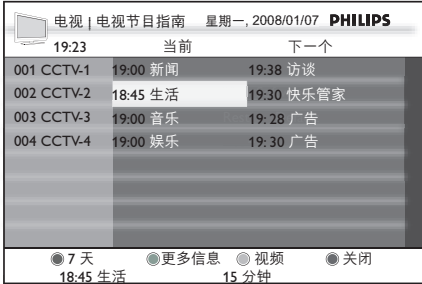 电视 | 电视节目指南 星期一, 2008/01/07 PHILIPS
19:23 当前 下一个
001 CCTV-1 19:00 新闻 19:38 访谈
002 CCTV-2 18:45 生活 19:30 快乐管家
003 CCTV-3 19:00 音乐 19:28 广告
004 CCTV-4 19:00 娱乐 19:30 广告
7 天 更多信息 视频 关闭
18:45 生活 15 分钟